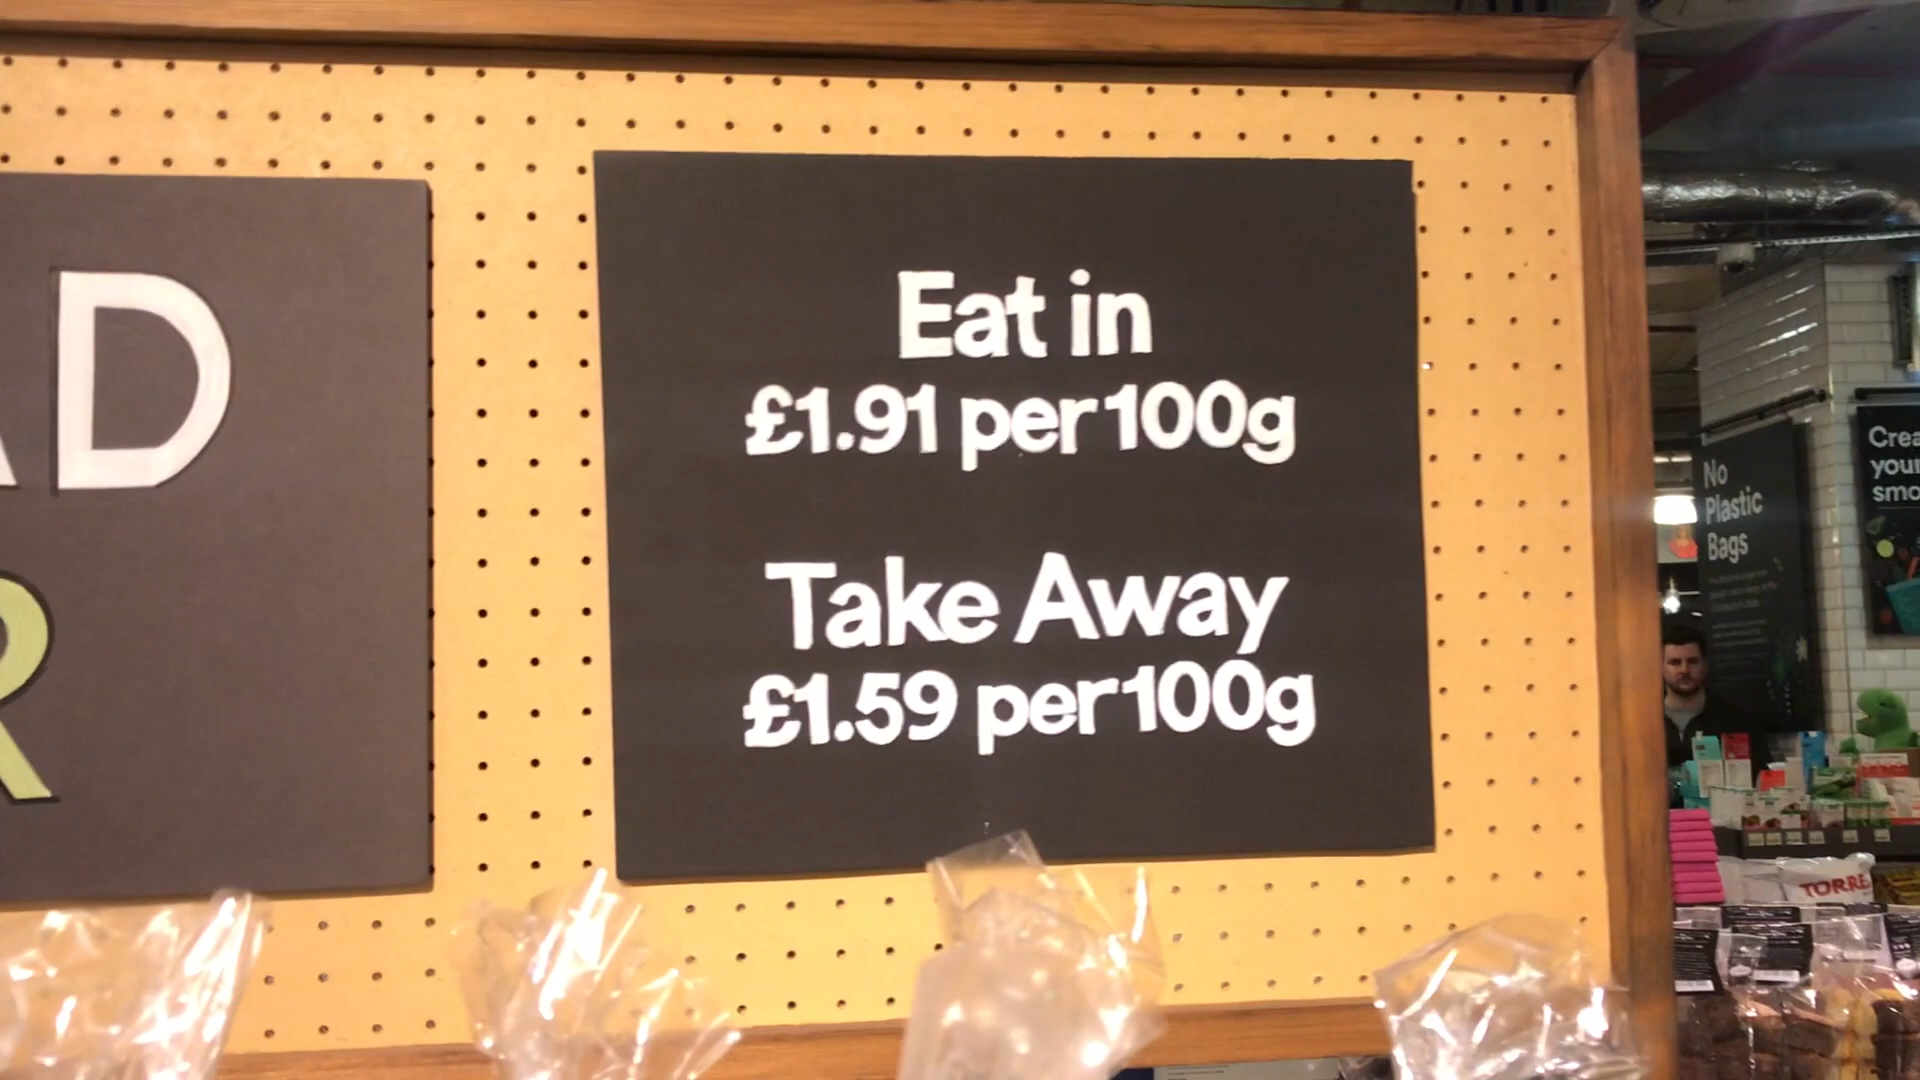 AD
R
Eat in
£1.91 per 100g
Take Away
£1.59 per 100g
No
Plastic
Bags
Crea
your
smo
TORRE